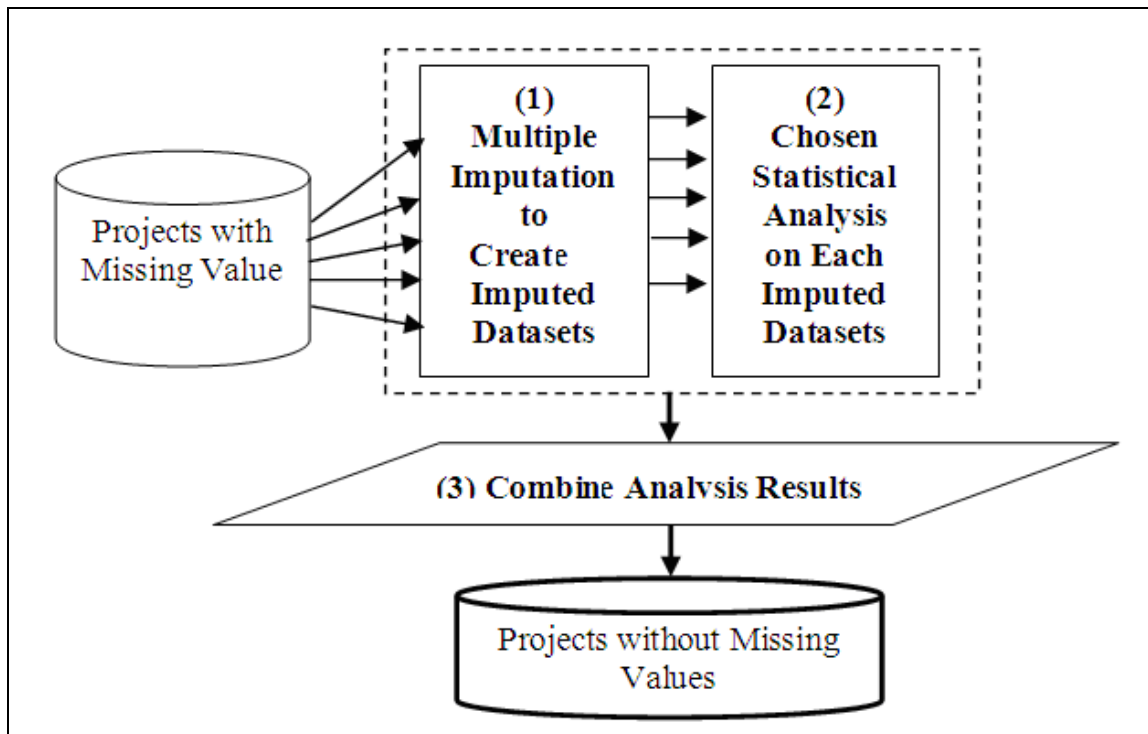 Projects with
Missing Value
(1)
Multiple
Imputation
to
Create
Imputed
Datasets
(2)
Chosen
Statistical
Analysis
on Each
Imputed
Datasets
(3) Combine Analysis Results
Projects without Missing
Values